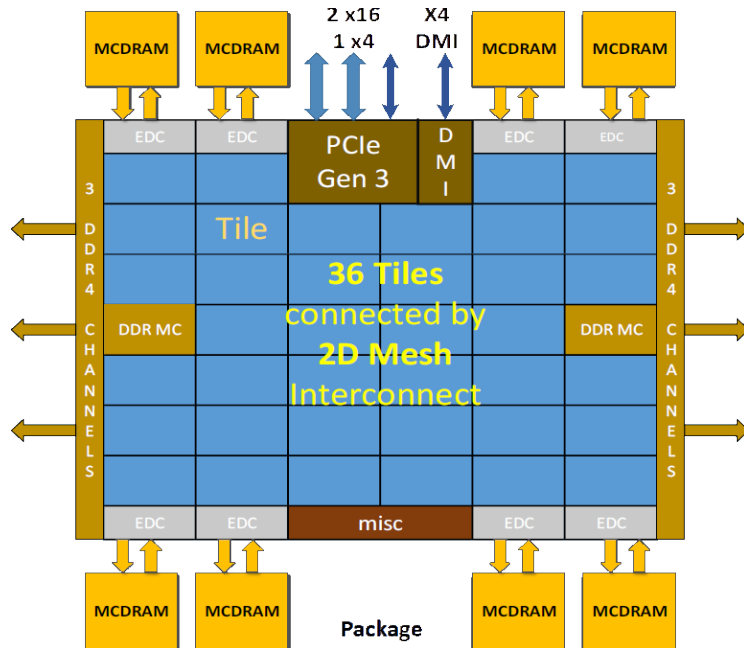 2 x16
1 x4
X4
DMI
MCDRAM
MCDRAM
MCDRAM
MCDRAM
EDC
EDC
PCIe
Gen 3
D
M
I
EDC
EDC
3 DDR4 CHANNELS
Tile
3 DDR4 CHANNELS
36 Tiles
connected by
2D Mesh
Interconnect
DDR MC
DDR MC
EDC
EDC
misc
EDC
EDC
MCDRAM
MCDRAM
MCDRAM
MCDRAM
Package